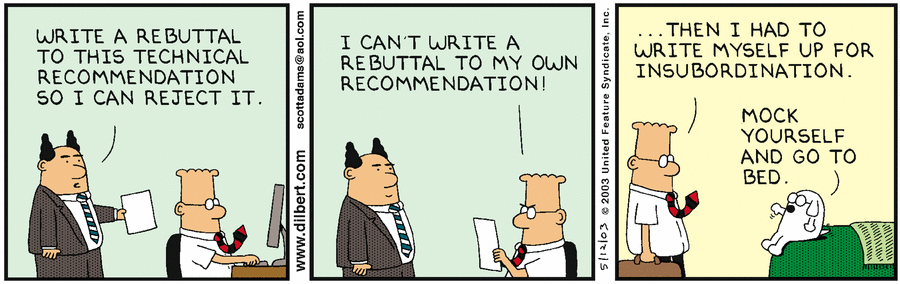 WRITE A REBUTTAL
TO THIS TECHNICAL
RECOMMENDATION
SO I CAN REJECT IT.
www.dilbert.com scottadams@aol.com
I CAN'T WRITE A
REBUTTAL TO MY OWN
RECOMMENDATION!
5/12/03 © 2003 United Feature Syndicate, Inc.
...THEN I HAD TO
WRITE MYSELF UP FOR
INSUBORDINATION.
MOCK
YOURSELF
AND GO TO
BED.